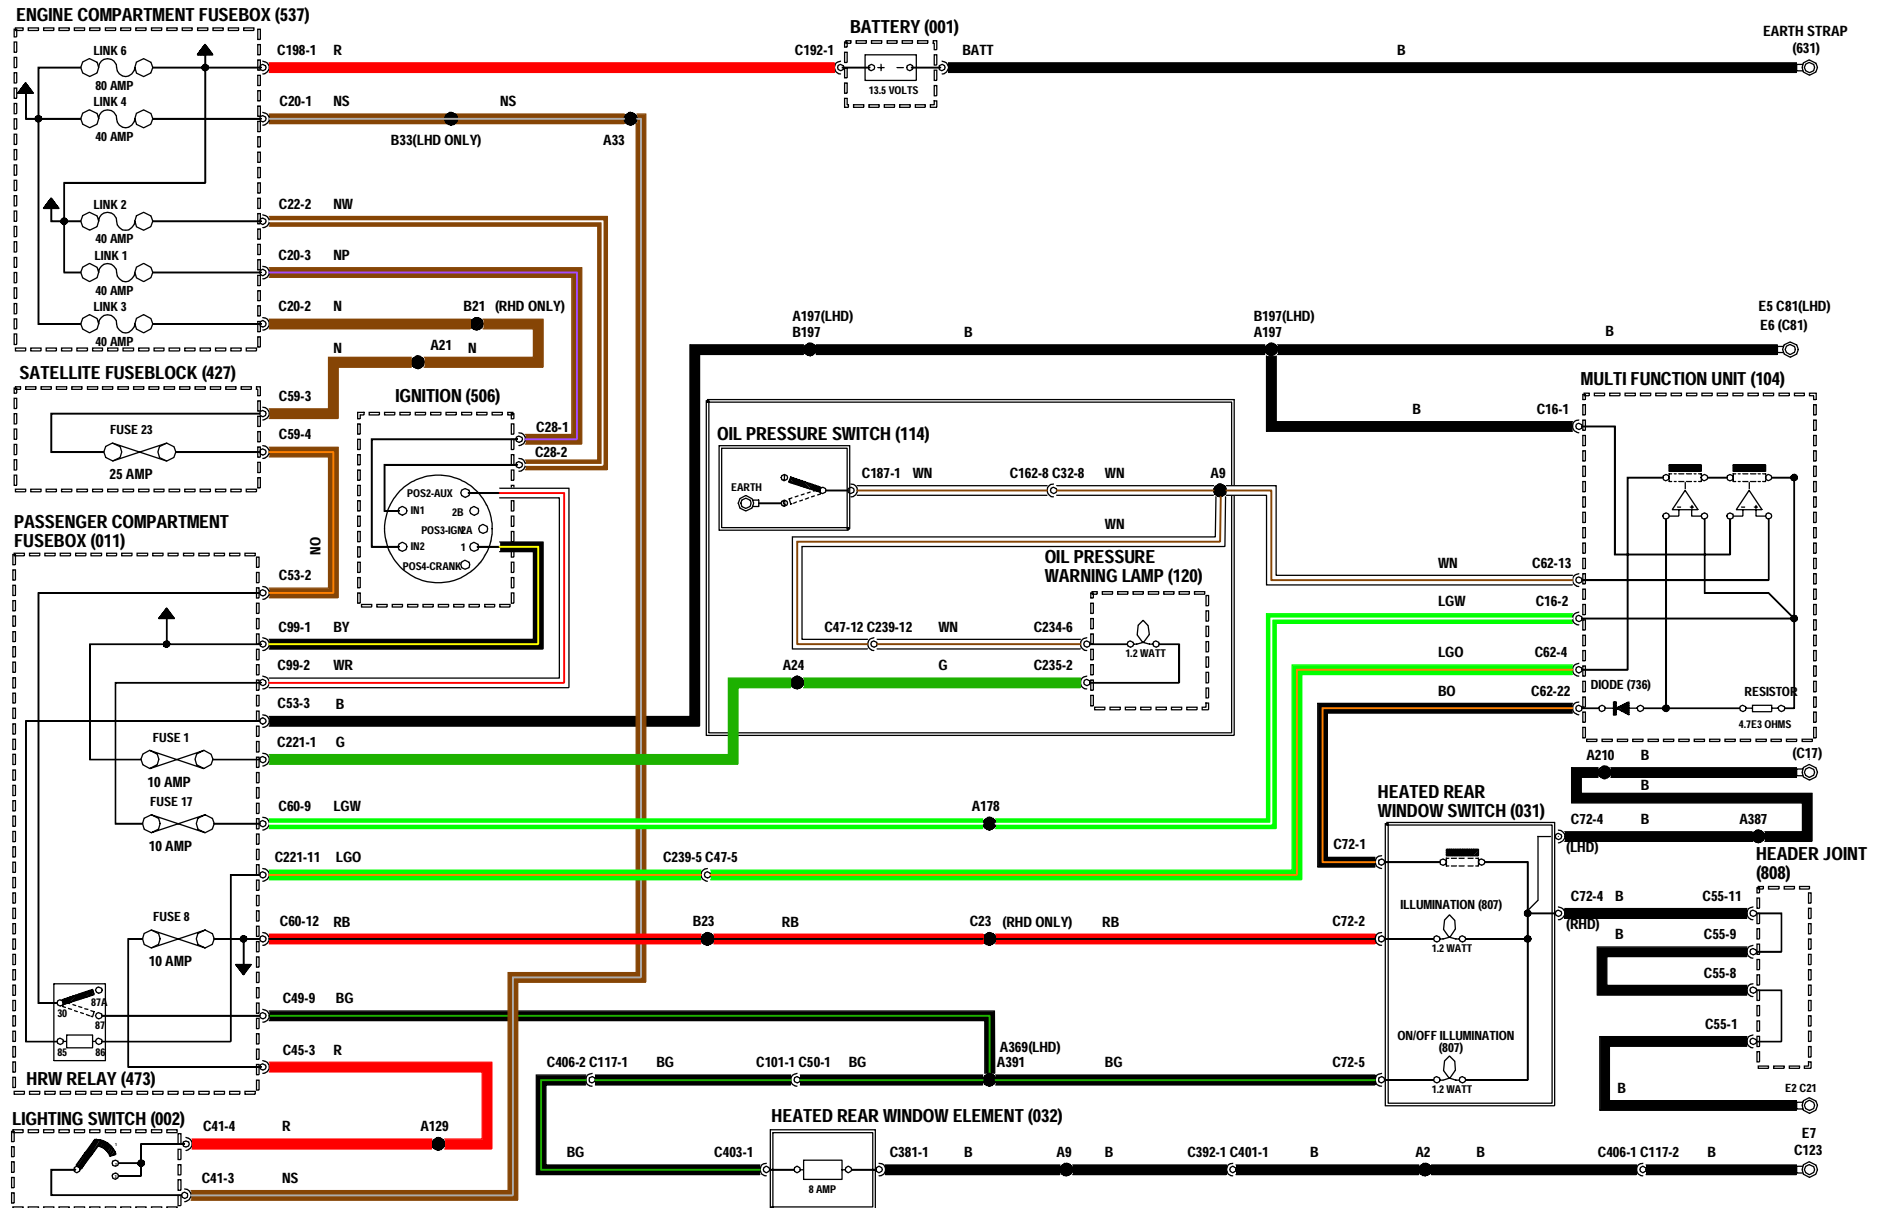 ENGINE COMPARTMENT FUSEBOX (537)
LINK 6
80 AMP
LINK 4
40 AMP
LINK 2
40 AMP
LINK 1
40 AMP
LINK 3
40 AMP
C198-1 R
C192-1
BATTERY (001)
13.5 VOLTS
BATT
B
EARTH STRAP
(631)
C20-1 NS
NS
B33(LHD ONLY)
A33
C22-2 NW
C20-3 NP
C20-2 N
B21 (RHD ONLY)
N
A21
N
SATELLITE FUSEBLOCK (427)
FUSE 23
25 AMP
C59-3
C59-4
NO
IGNITION (506)
C28-1
C28-2
POS2-AUX
IN1
2B
POS3-IGN
2A
IN2
1
POS4-CRANK
A197(LHD)
B197
B
B197(LHD)
A197
B
E5 C81(LHD)
E6 (C81)
B
C16-1
MULTI FUNCTION UNIT (104)
OIL PRESSURE SWITCH (114)
EARTH
C187-1 WN
C162-8 C32-8 WN
A9
WN
OIL PRESSURE
WARNING LAMP (120)
1.2 WATT
C47-12 C239-12 WN
C234-6
A24
G
C235-2
WN
C62-13
LGW
C16-2
LGO
C62-4
BO
C62-22
DIODE (736)
RESISTOR
4.7E3 OHMS
PASSENGER COMPARTMENT
FUSEBOX (011)
C53-2
C99-1 BY
C99-2 WR
C53-3 B
C221-1 G
FUSE 1
10 AMP
FUSE 17
10 AMP
C60-9 LGW
A178
C221-11 LGO
C239-5 C47-5
FUSE 8
10 AMP
C60-12 RB
B23
RB
C23 (RHD ONLY)
RB
C72-2
C49-9 BG
87A
30
87
85
86
C45-3 R
HRW RELAY (473)
A210 B
(C17)
B
HEATED REAR
WINDOW SWITCH (031)
C72-1
C72-4 B
(LHD)
A387
HEADER JOINT
(808)
ILLUMINATION (807)
1.2 WATT
C72-4 B
(RHD)
C55-11
B
C55-9
C55-8
C55-1
B
E2 C21
ON/OFF ILLUMINATION
(807)
1.2 WATT
A369(LHD)
A391
C406-2 C117-1 BG
C101-1 C50-1 BG
BG
C72-5
LIGHTING SWITCH (002)
C41-4 R
A129
C41-3 NS
HEATED REAR WINDOW ELEMENT (032)
BG
C403-1
8 AMP
C381-1 B
A9 B
C392-1 C401-1 B
A2 B
C406-1 C117-2 B
E7
C123